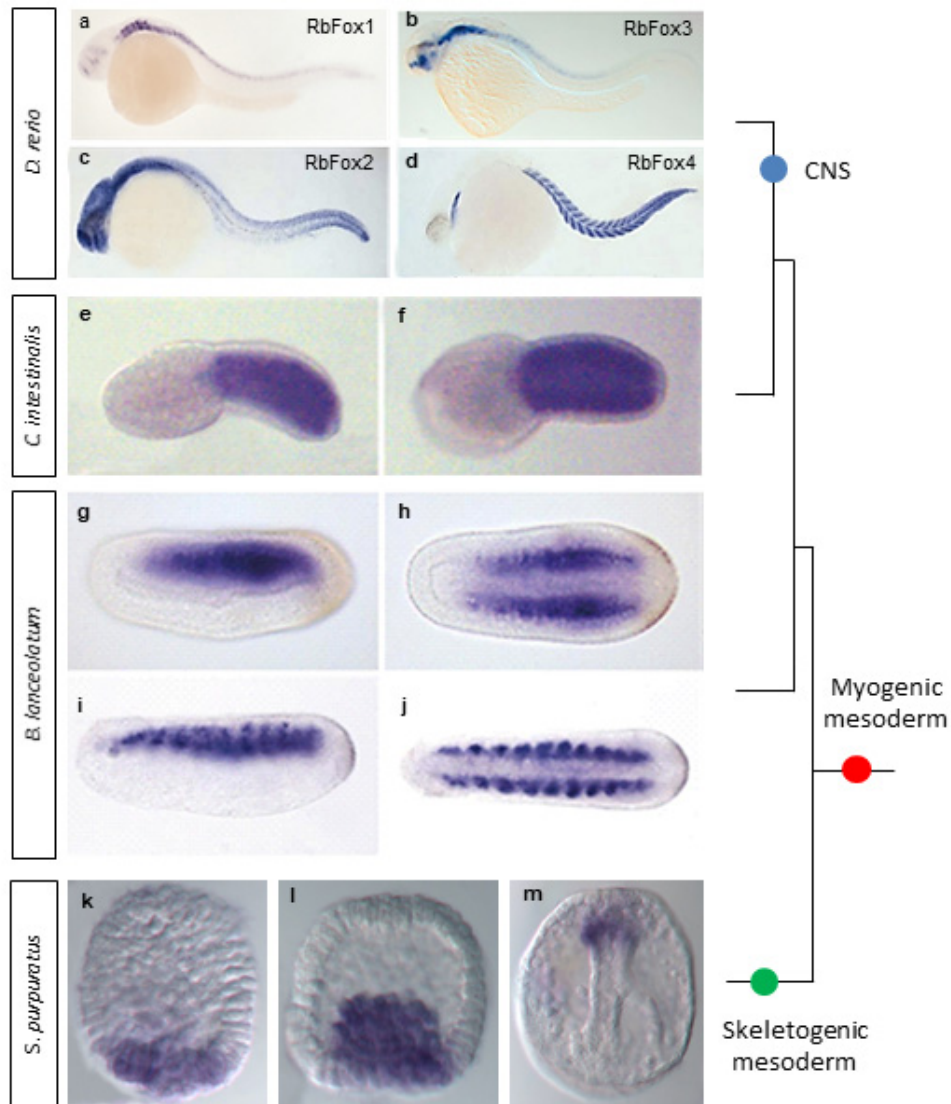 D. rerio
a
RbFox1
b
RbFox3
c
RbFox2
d
RbFox4
CNS
C. intestinalis
e
f
B. lanceolatum
g
h
i
j
Myogenic
mesoderm
S. purpuratus
k
l
m
Skeletogenic
mesoderm